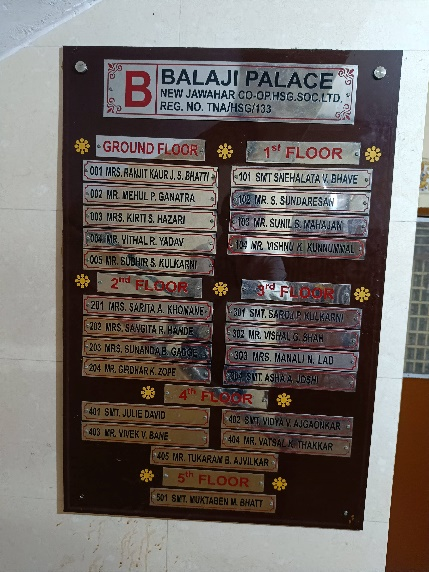 B
BALAJI PALACE
NEW JAWAHAR CO-OP.HSG.SOC.LTD.
REG. NO. TNA/HSG/133
GROUND FLOOR
001 MRS. RANJIT KAUR J. S. BHATTI
002 MR. MEHUL P. GANATRA
003 MRS. KIRTI S. HAZARI
004 MR. VITHAL R. YADAV
005 MR. SUDHIR S. KULKARNI
1st FLOOR
101 SMT SNEHALATA V. BHAVE
102 MR. S. SUNDARESAN
103 MR. SUNIL S. MAHAJAN
104 MR. VISHNU K. KUNNUMMAL
2nd FLOOR
201 MRS. SARITA A. KHOWANE
202 MRS. SANGITA R. HANDE
203 MRS. SUNANDA B. GADGE
204 MR. GIRDHAR K. ZOPE
3rd FLOOR
301 SMT. SAROJ P. KULKARNI
302 MR. VISHAL G. SHAH
303 MRS. MANALI N. LAD
304 SMT. ASHA A. JOSHI
4th FLOOR
401 SMT. JULIE DAVID
402 SMT. VIDYA V. AJGAONKAR
403 MR. VIVEK V. BANE
404 MR. VATSAL K. THAKKAR
405 MR. TUKARAM B. AJVILKAR
5th FLOOR
501 SMT. MUKTABEN M. BHATT